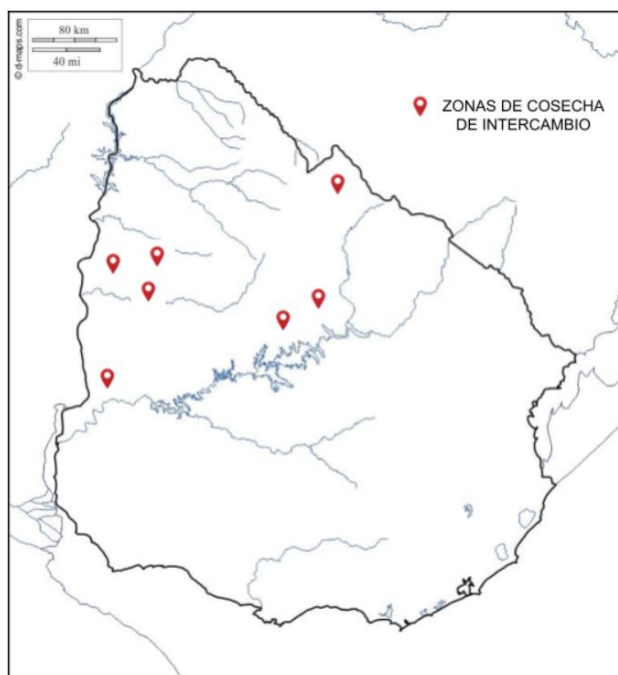 80 km
40 mi
© d-maps.com
ZONAS DE COSECHA
DE INTERCAMBIO